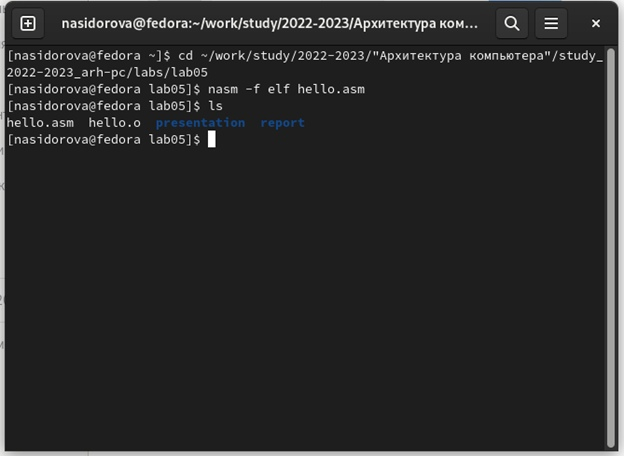 nasidorova@fedora:~/work/study/2022-2023/Архитектура ком...
[nasidorova@fedora ~]$ cd ~/work/study/2022-2023/"Архитектура компьютера"/study_
2022-2023_arh-pc/labs/lab05
[nasidorova@fedora lab05]$ nasm -f elf hello.asm
[nasidorova@fedora lab05]$ ls
hello.asm  hello.o  presentation  report
[nasidorova@fedora lab05]$